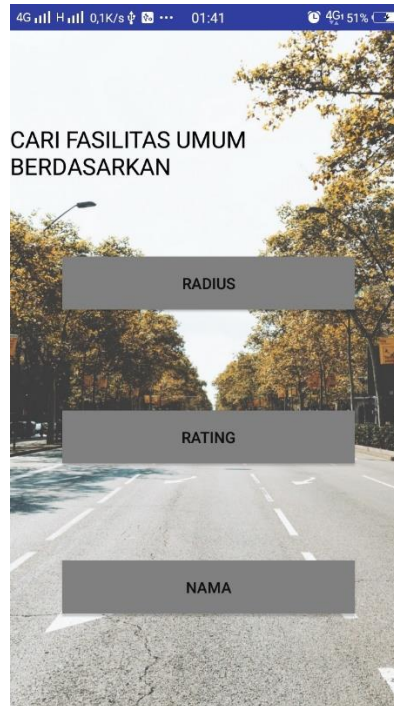 4G H 0,1K/s ... 01:41 4G 51%
CARI FASILITAS UMUM
BERDASARKAN
RADIUS
RATING
NAMA